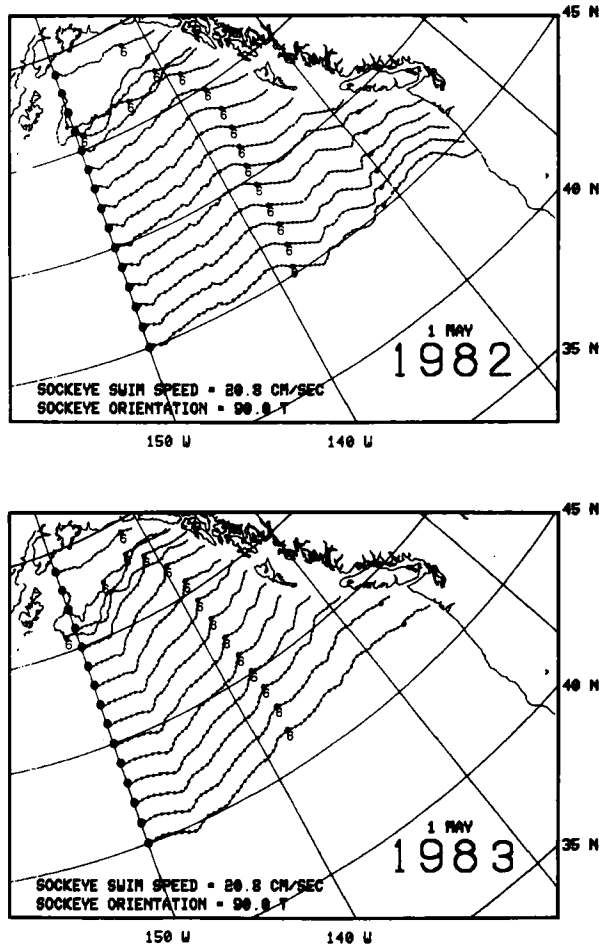 45 N
40 N
1 MAY
1982
35 N
SOCKEYE SWIM SPEED = 20.8 CM/SEC
SOCKEYE ORIENTATION = 90.0 T
150 W 140 W
45 N
40 N
1 MAY
1983
35 N
SOCKEYE SWIM SPEED = 20.8 CM/SEC
SOCKEYE ORIENTATION = 90.0 T
150 W 140 W